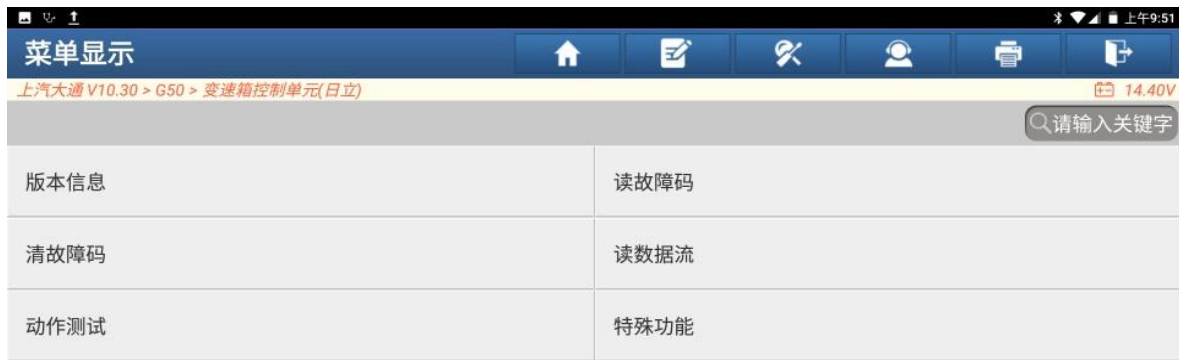 上午9:51
菜单显示
上汽大通 V10.30 > G50 > 变速箱控制单元(日立)
14.40V
请输入关键字
版本信息
读故障码
清故障码
读数据流
动作测试
特殊功能